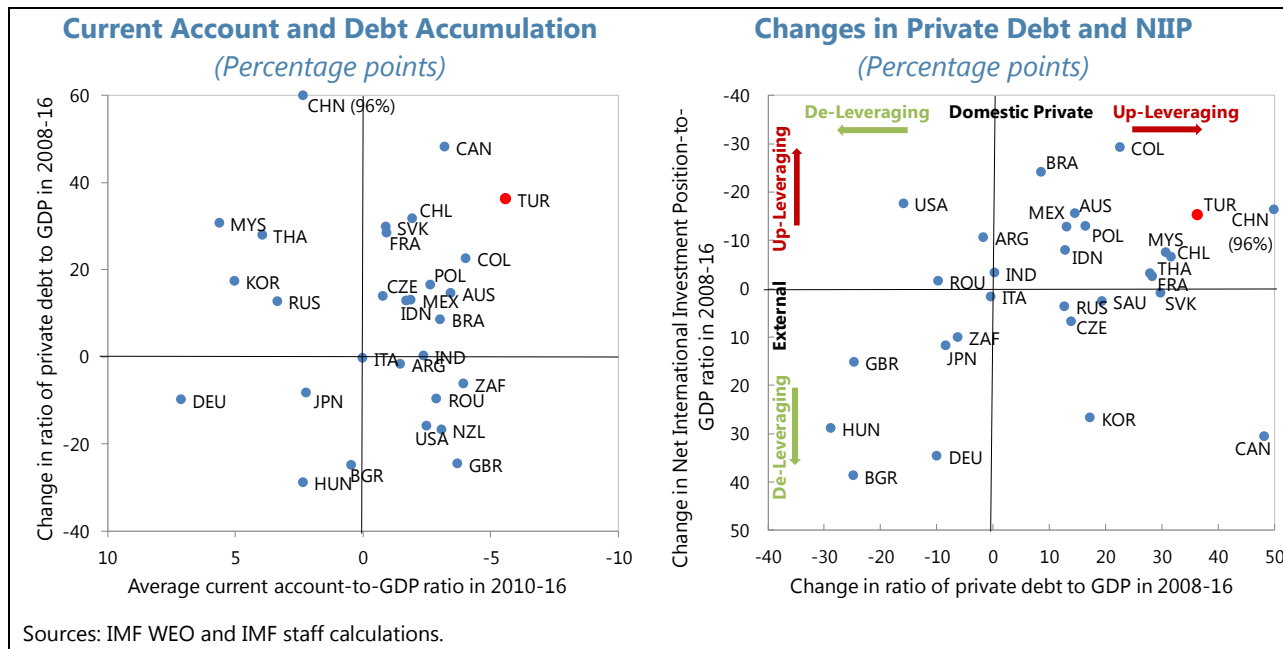 Current Account and Debt Accumulation
(Percentage points)
Change in ratio of private debt to GDP in 2008-16
60
40
20
0
-20
-40
10
5
0
-5
-10
Average current account-to-GDP ratio in 2010-16
CHN (96%)
CAN
TUR
MYS
THA
CHL
SVK
FRA
COL
KOR
RUS
CZE
POL
IDN
MEX
AUS
BRA
ITA
IND
ARG
DEU
JPN
ZAF
ROU
USA
NZL
BGR
GBR
HUN
Changes in Private Debt and NIIP
(Percentage points)
Change in Net International Investment Position-to-
GDP ratio in 2008-16
-40
-30
-20
-10
0
10
20
30
40
50
-40
-30
-20
-10
0
10
20
30
40
50
Change in ratio of private debt to GDP in 2008-16
De-Leveraging
Domestic Private
Up-Leveraging
Up-Leveraging
External
De-Leveraging
COL
BRA
USA
MEX
AUS
TUR
CHN
(96%)
ARG
POL
IDN
MYS
CHL
IND
THA
FRA
ROU
ITA
RUS
SAU
SVK
CZE
ZAF
JPN
GBR
KOR
HUN
CAN
DEU
BGR
Sources: IMF WEO and IMF staff calculations.